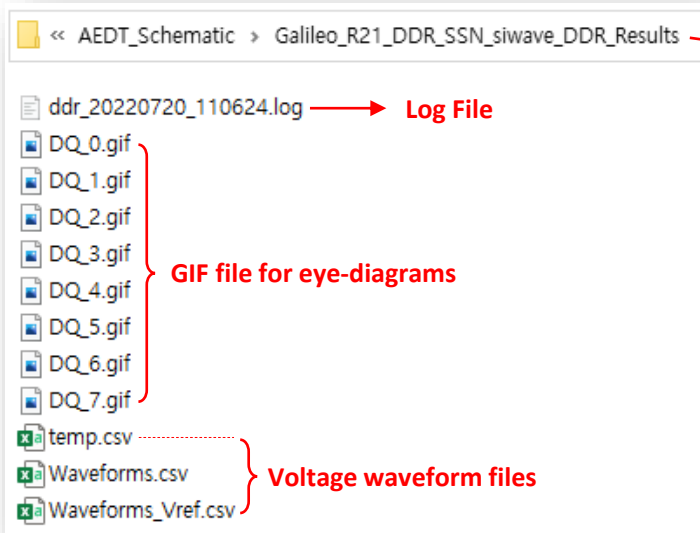 « AEDT_Schematic › Galileo_R21_DDR_SSN_siwave_DDR_Results
ddr_20220720_110624.log Log File
DQ_0.gif
DQ_1.gif
DQ_2.gif
DQ_3.gif
GIF file for eye-diagrams
DQ_4.gif
DQ_5.gif
DQ_6.gif
DQ_7.gif
temp.csv
Waveforms.csv Voltage waveform files
Waveforms_Vref.csv